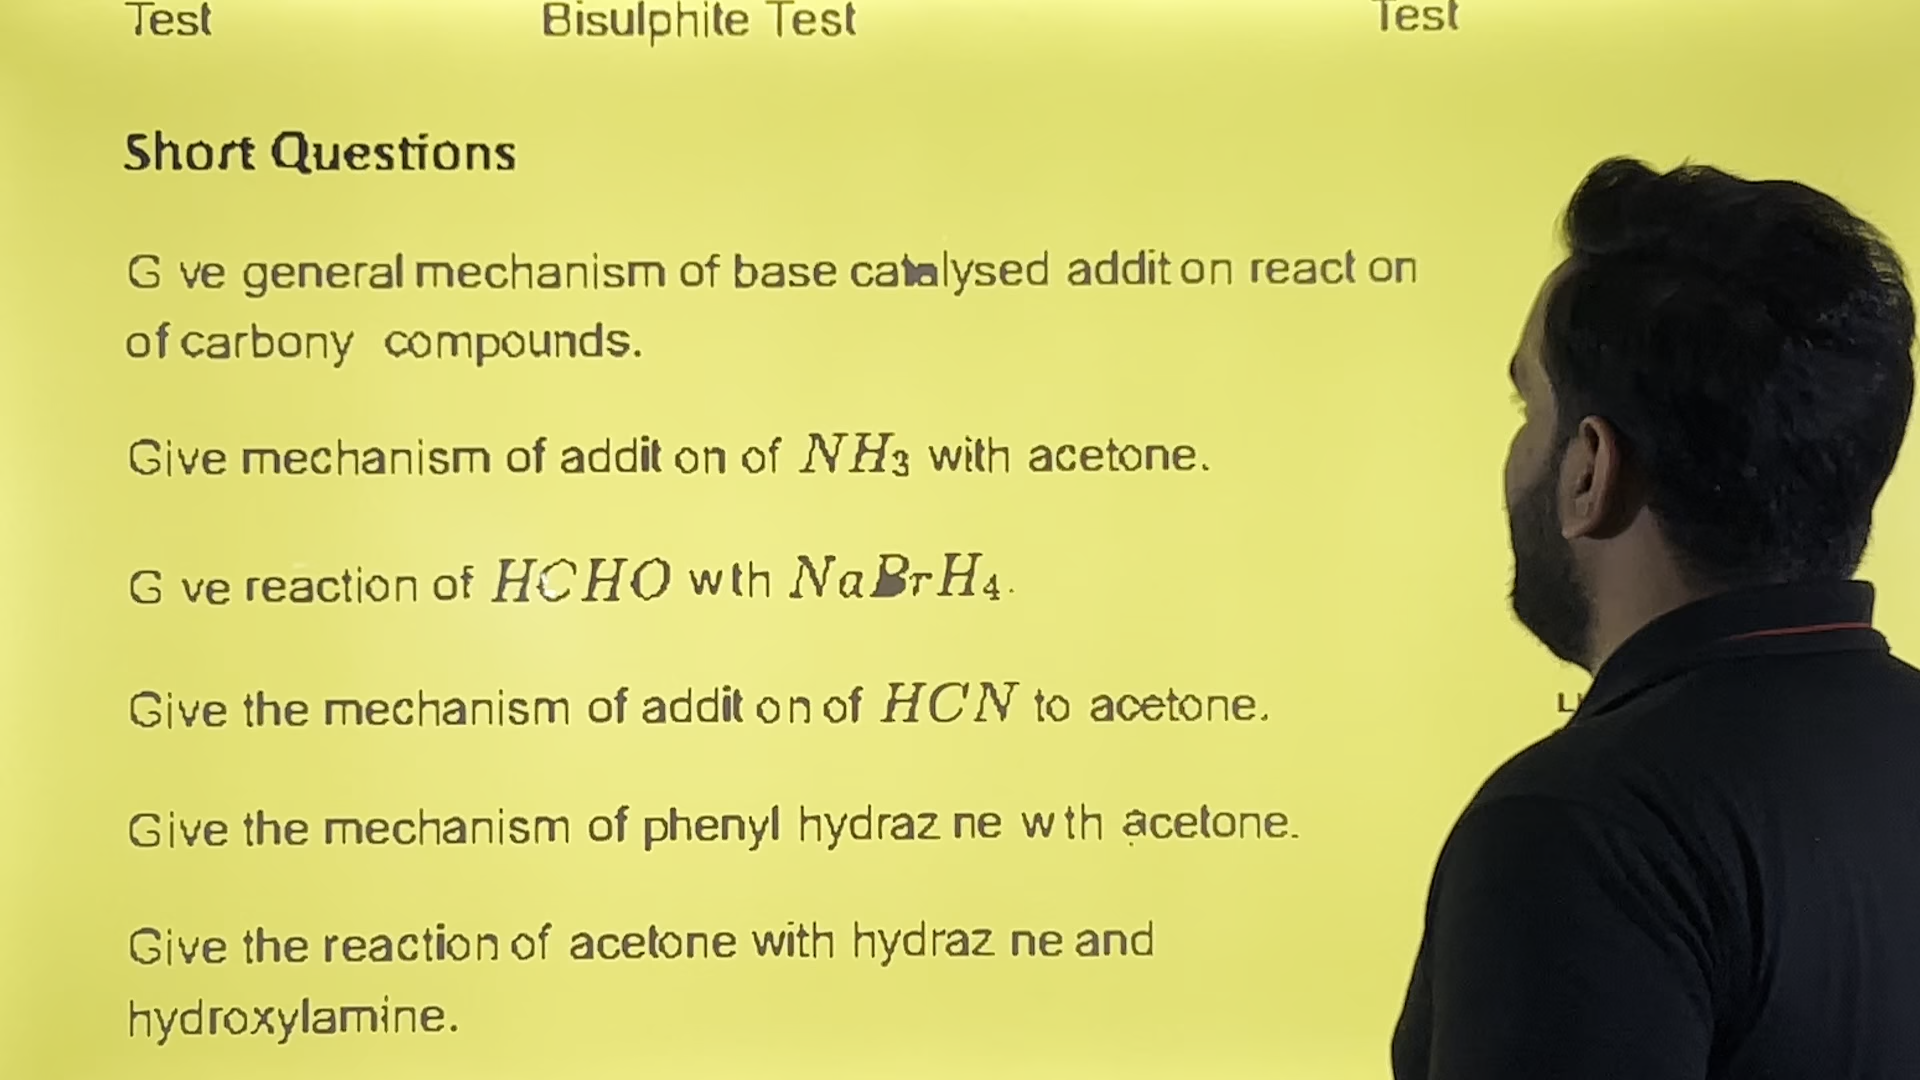 Test Bisulphite Test Test
Short Questions
G ve general mechanism of base catalysed addit on react on
of carbony compounds.
Give mechanism of addit on of NH₃ with acetone.
G ve reaction of HCHO w th NaBrH₄.
Give the mechanism of addit on of HCN to acetone.
Give the mechanism of phenyl hydraz ne w th acetone.
Give the reaction of acetone with hydraz ne and
hydroxylamine.